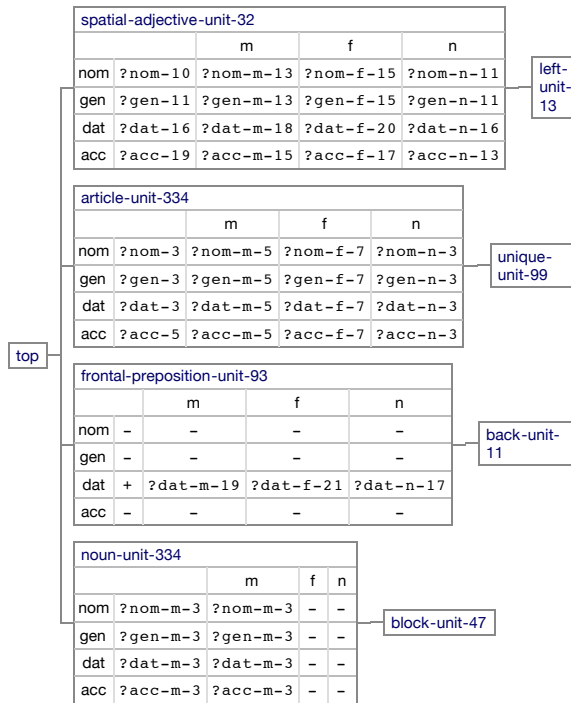 spatial-adjective-unit-32
m f n
nom ?nom-10 ?nom-m-13 ?nom-f-15 ?nom-n-11
gen ?gen-11 ?gen-m-13 ?gen-f-15 ?gen-n-11
dat ?dat-16 ?dat-m-18 ?dat-f-20 ?dat-n-16
acc ?acc-19 ?acc-m-15 ?acc-f-17 ?acc-n-13
left-
unit-
13
article-unit-334
m f n
nom ?nom-3 ?nom-m-5 ?nom-f-7 ?nom-n-3
gen ?gen-3 ?gen-m-5 ?gen-f-7 ?gen-n-3
dat ?dat-3 ?dat-m-5 ?dat-f-7 ?dat-n-3
acc ?acc-5 ?acc-m-5 ?acc-f-7 ?acc-n-3
unique-
unit-99
top
frontal-preposition-unit-93
m f n
nom – – – –
gen – – – –
dat + ?dat-m-19 ?dat-f-21 ?dat-n-17
acc – – – –
back-unit-
11
noun-unit-334
m f n
nom ?nom-m-3 ?nom-m-3 – –
gen ?gen-m-3 ?gen-m-3 – –
dat ?dat-m-3 ?dat-m-3 – –
acc ?acc-m-3 ?acc-m-3 – –
block-unit-47